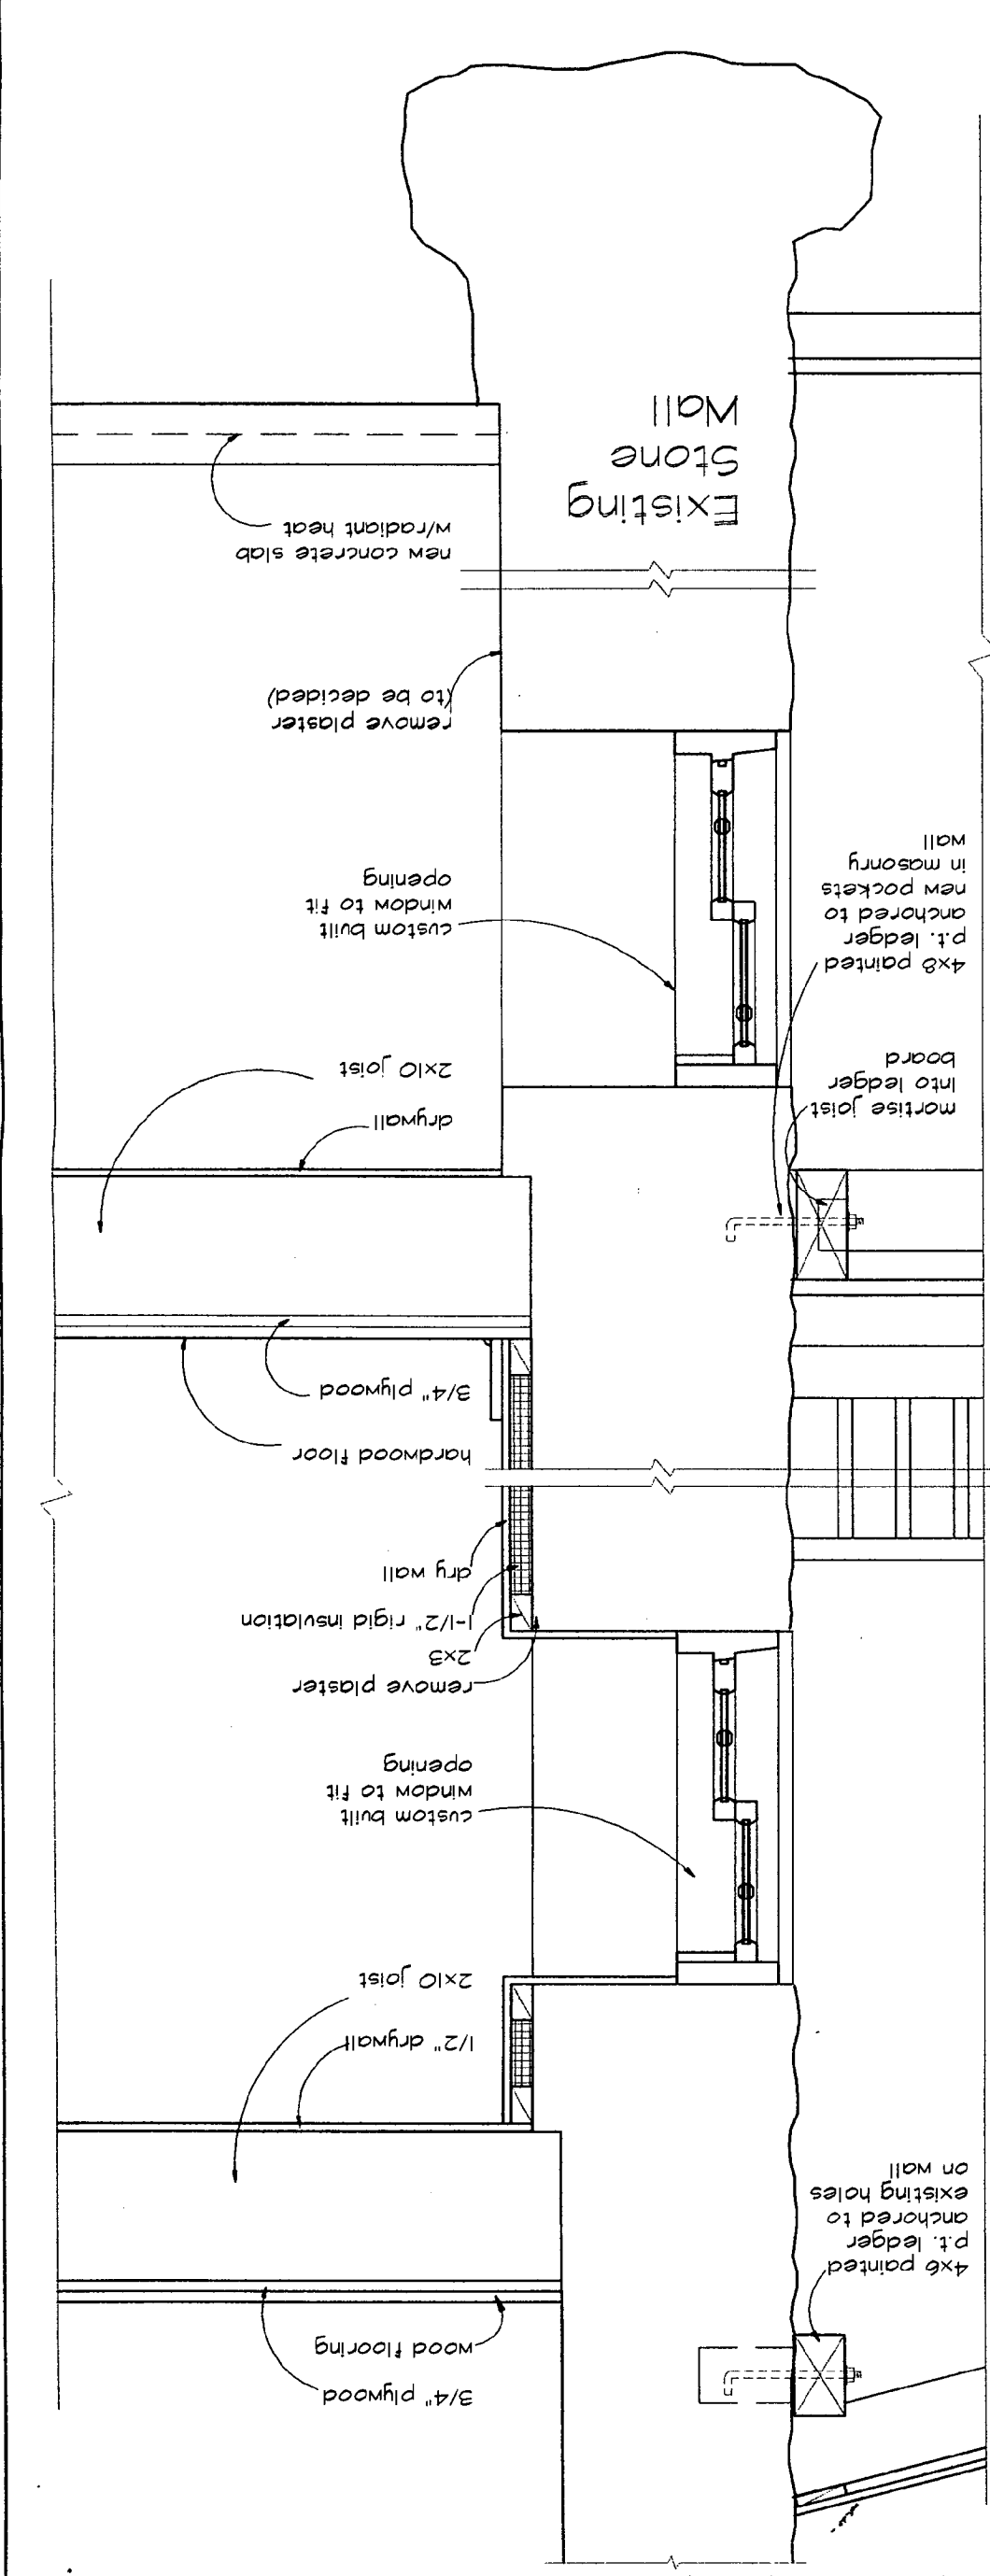 3/4" plywood
wood flooring
4x6 painted
p.t. ledger
anchored to
existing holes
on wall
1/2" drywall
2x10 joist
custom built
window to fit
opening
remove plaster
2x3
1-1/2" rigid insulation
dry wall
hardwood floor
3/4" plywood
drywall
2x10 joist
mortise joist
into ledger
board
4x8 painted
p.t. ledger
anchored to
new pockets
in masonry
wall
custom built
window to fit
opening
remove plaster
(to be decided)
new concrete slab
w/radiant heat
Existing
Stone
Wall